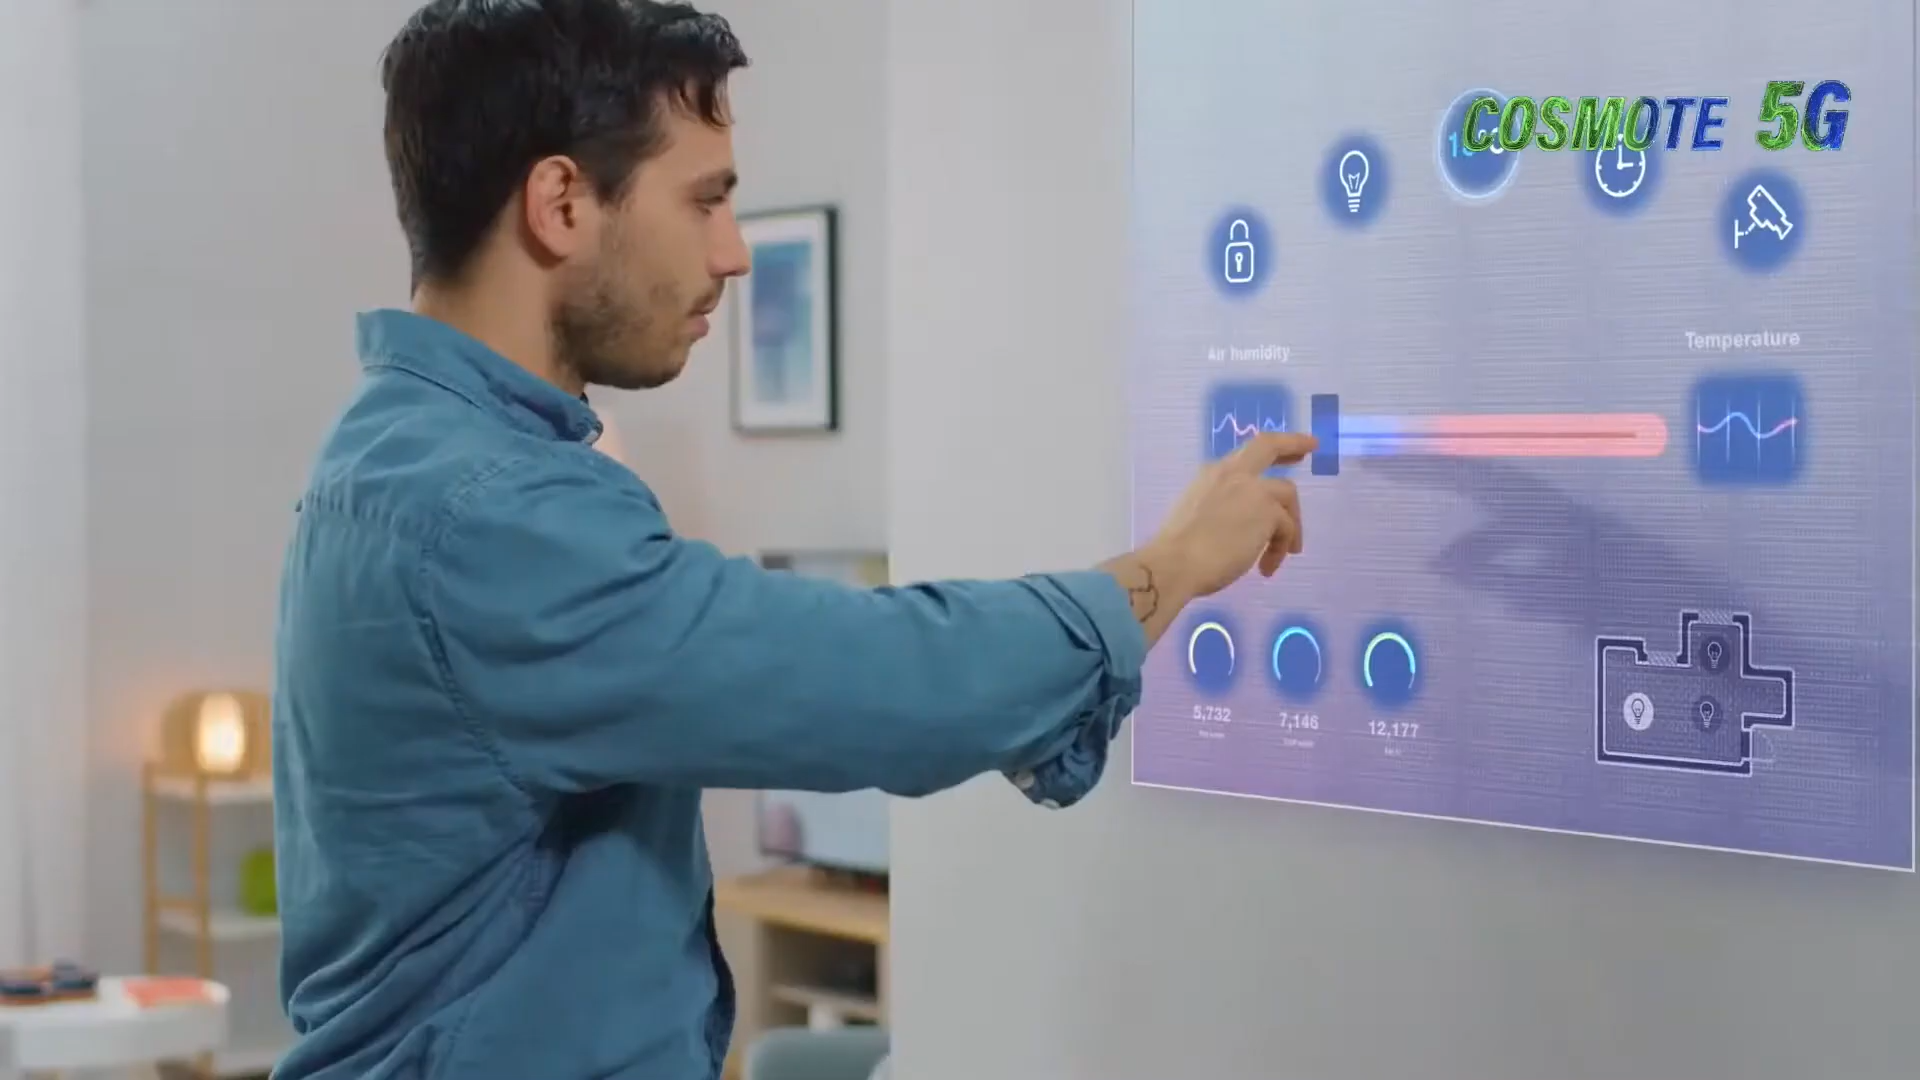 COSMOTE 5G
Air humidity
Temperature
5,732
7,146
12,177